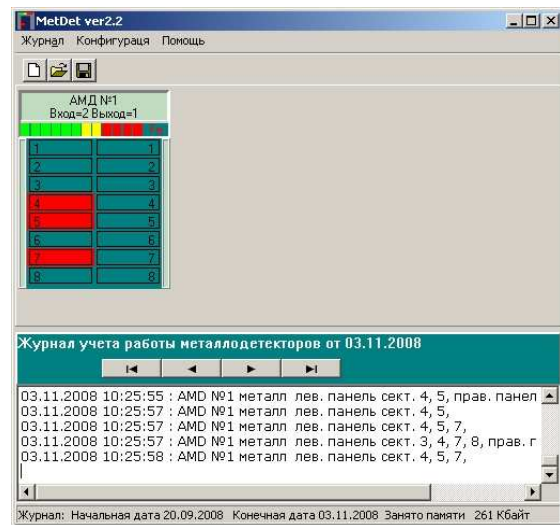 MetDet ver2.2
Журнал Конфигурация Помощь
АМД №1
Вход=2 Выход=1
1 1
2 2
3 3
4 4
5 5
6 6
7 7
8 8
Журнал учета работы металлодетекторов от 03.11.2008
03.11.2008 10:25:55 : AMD №1 металл лев. панель сект. 4, 5, прав. панел
03.11.2008 10:25:57 : AMD №1 металл лев. панель сект. 4, 5,
03.11.2008 10:25:57 : AMD №1 металл лев. панель сект. 4, 5, 7,
03.11.2008 10:25:57 : AMD №1 металл лев. панель сект. 3, 4, 7, 8, прав. г
03.11.2008 10:25:58 : AMD №1 металл лев. панель сект. 4, 5, 7,
Журнал: Начальная дата 20.09.2008 Конечная дата 03.11.2008 Занято памяти 261 Кбайт